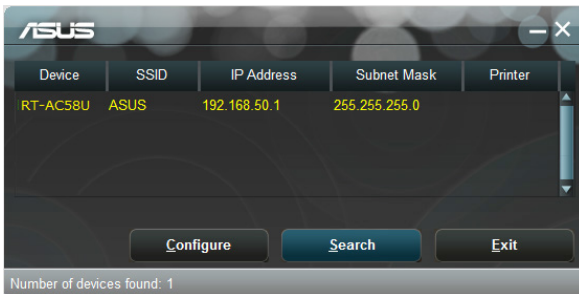 ASUS
Device SSID IP Address Subnet Mask Printer
RT-AC58U ASUS 192.168.50.1 255.255.255.0
Configure Search Exit
Number of devices found: 1